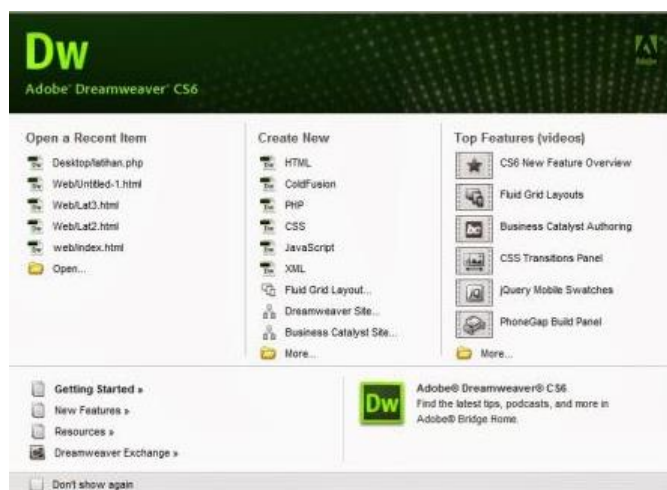 Dw
Adobe® Dreamweaver® CS6
Adobe
Open a Recent Item
Desktop/latihan.php
Web/Untitled-1.html
Web/Lat3.html
Web/Lat2.html
web/index.html
Open...
Create New
HTML
ColdFusion
PHP
CSS
JavaScript
XML
Fluid Grid Layout...
Dreamweaver Site...
Business Catalyst Site...
More...
Top Features (videos)
CS6 New Feature Overview
Fluid Grid Layouts
bc
Business Catalyst Authoring
CSS Transitions Panel
jQuery Mobile Swatches
PhoneGap Build Panel
More...
Getting Started »
New Features »
Resources »
Dreamweaver Exchange »
Dw
Adobe® Dreamweaver® CS6
Find the latest tips, podcasts, and more in
Adobe® Bridge Home.
Don't show again